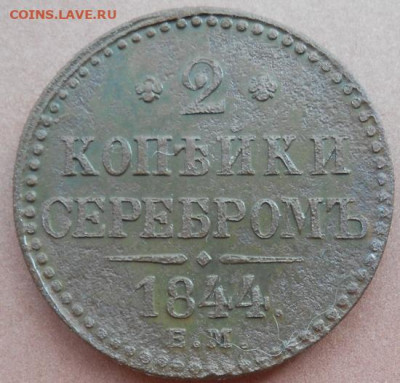 COINS.LAVE.RU
2
КОПѢЙКИ
СЕРЕБРОМЪ
1844.
Е.М.